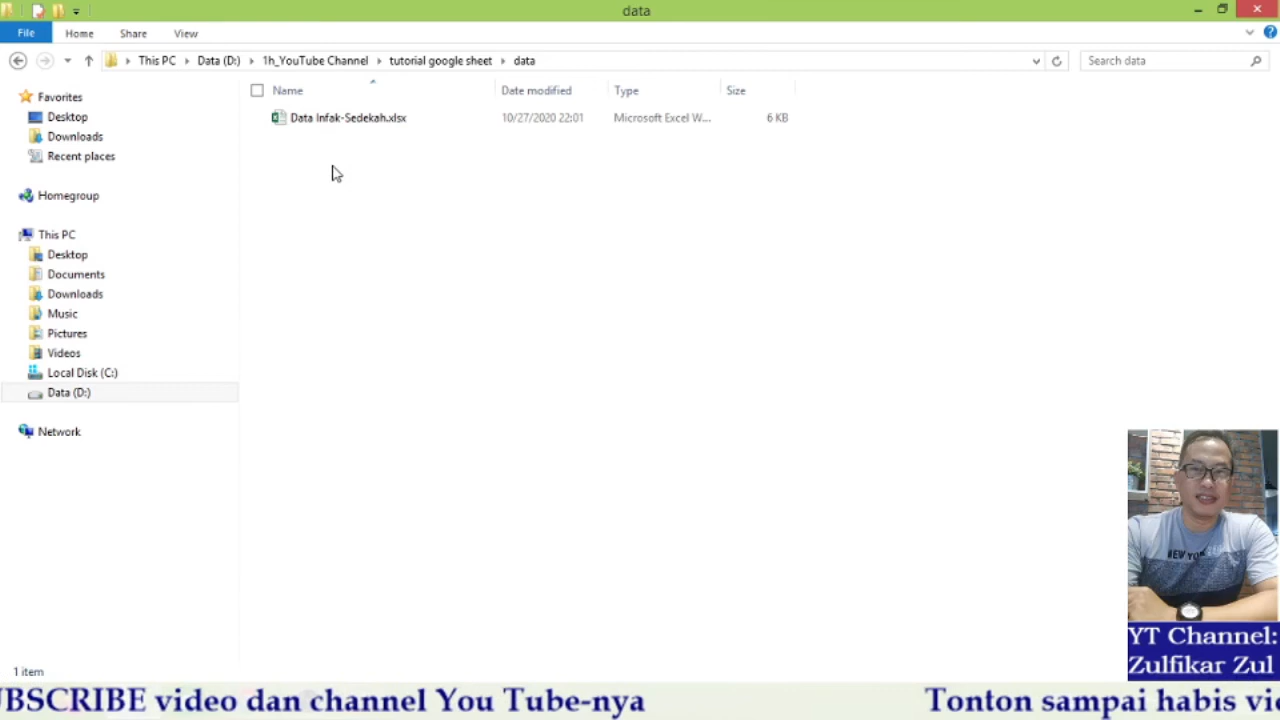 data
File Home Share View
This PC Data (D:) 1h_YouTube Channel tutorial google sheet data Search data
Favorites
Desktop
Downloads
Recent places
Homegroup
This PC
Desktop
Documents
Downloads
Music
Pictures
Videos
Local Disk (C:)
Data (D:)
Network
Name Date modified Type Size
Data Infak-Sedekah.xlsx 10/27/2020 22:01 Microsoft Excel W... 6 KB
NEW YOR
YT Channel:
Zulfikar Zul
1 item
UBSCRIBE video dan channel You Tube-nya Tonton sampai habis vid